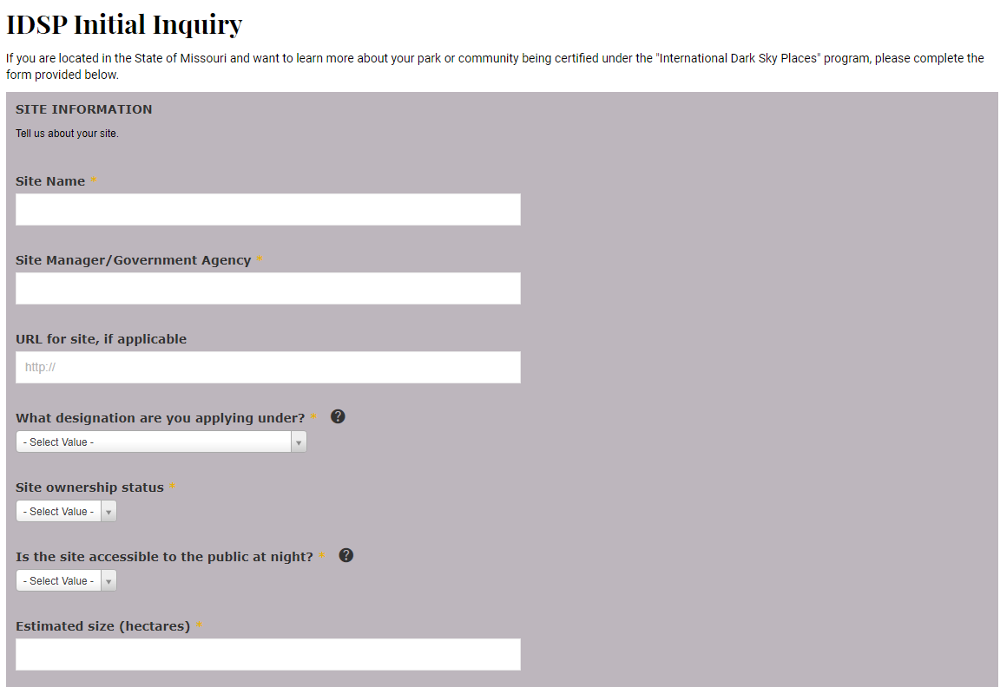 IDSP Initial Inquiry
If you are located in the State of Missouri and want to learn more about your park or community being certified under the "International Dark Sky Places" program, please complete the
form provided below.
SITE INFORMATION
Tell us about your site.
Site Name *
Site Manager/Government Agency *
URL for site, if applicable
http://
What designation are you applying under? * ?
- Select Value -
Site ownership status *
- Select Value -
Is the site accessible to the public at night? * ?
- Select Value -
Estimated size (hectares) *